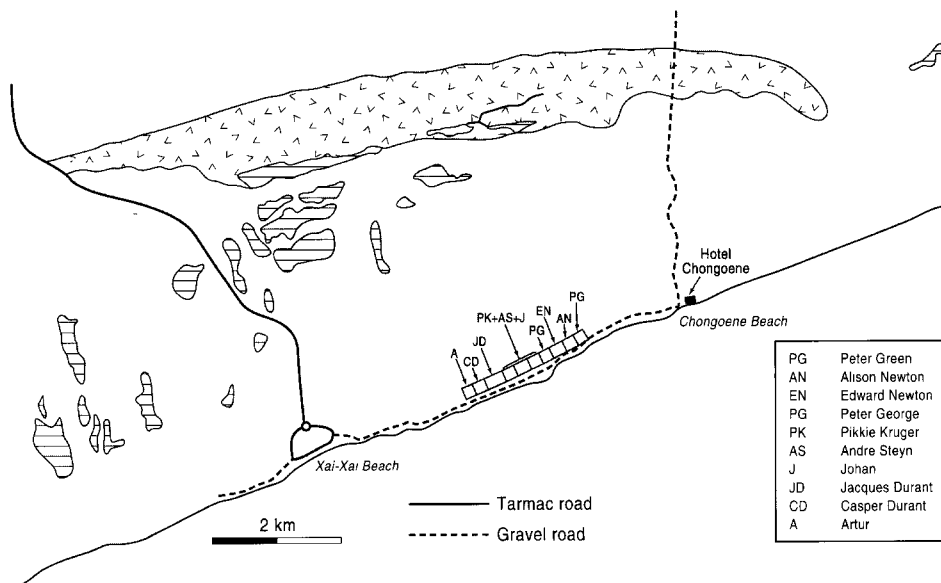 Hotel
Chongoene
Chongoene Beach
PG
EN
AN
PK+AS+J
PG
JD
A
CD
Xai-Xai Beach
2 km
Tarmac road
Gravel road
PG Peter Green
AN Alison Newton
EN Edward Newton
PG Peter George
PK Pikkie Kruger
AS Andre Steyn
J Johan
JD Jacques Durant
CD Casper Durant
A Artur